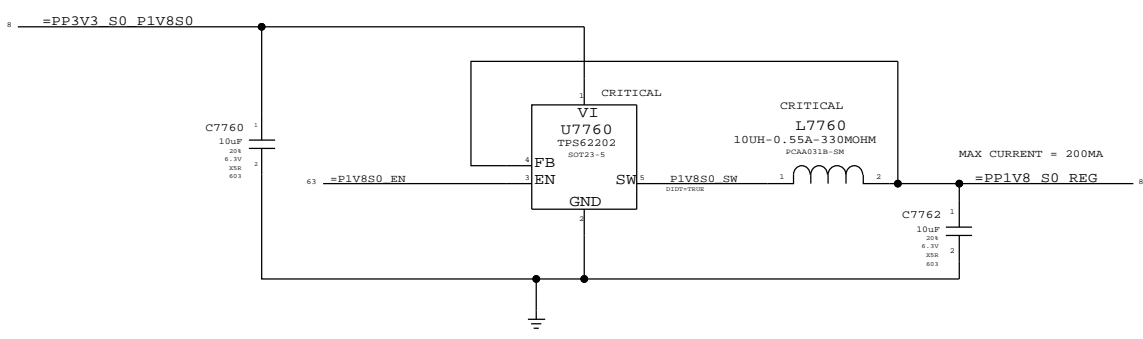 8 =PP3V3_S0_P1V8S0
1 CRITICAL
VI
U7760
TPS62202
SOT23-5
4 FB
63 =P1V8S0_EN 3 EN
SW 5 P1V8S0_SW
DIDT=TRUE
GND
2
C7760 1
10uF
20%
6.3V 2
X5R
603
CRITICAL
L7760
10UH-0.55A-330MOHM
PCAA031B-SM
1 2
MAX CURRENT = 200MA
=PP1V8_S0_REG 8
C7762 1
10uF
20%
6.3V 2
X5R
603